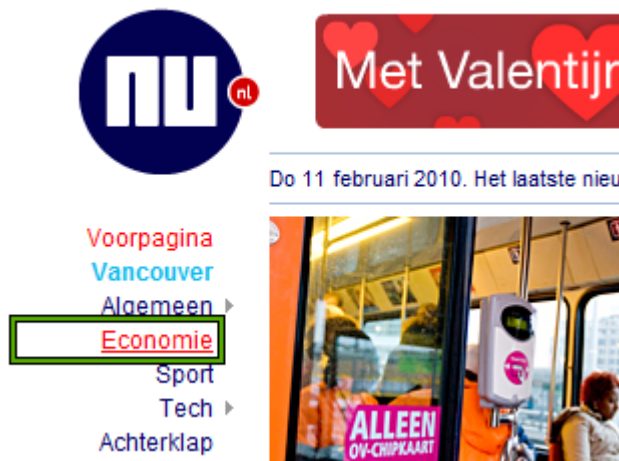 nu
nl
Met Valentijn
Do 11 februari 2010. Het laatste nieu
Voorpagina
Vancouver
Algemeen
Economie
Sport
Tech
Achterklap
ALLEEN
OV-CHIPKAART